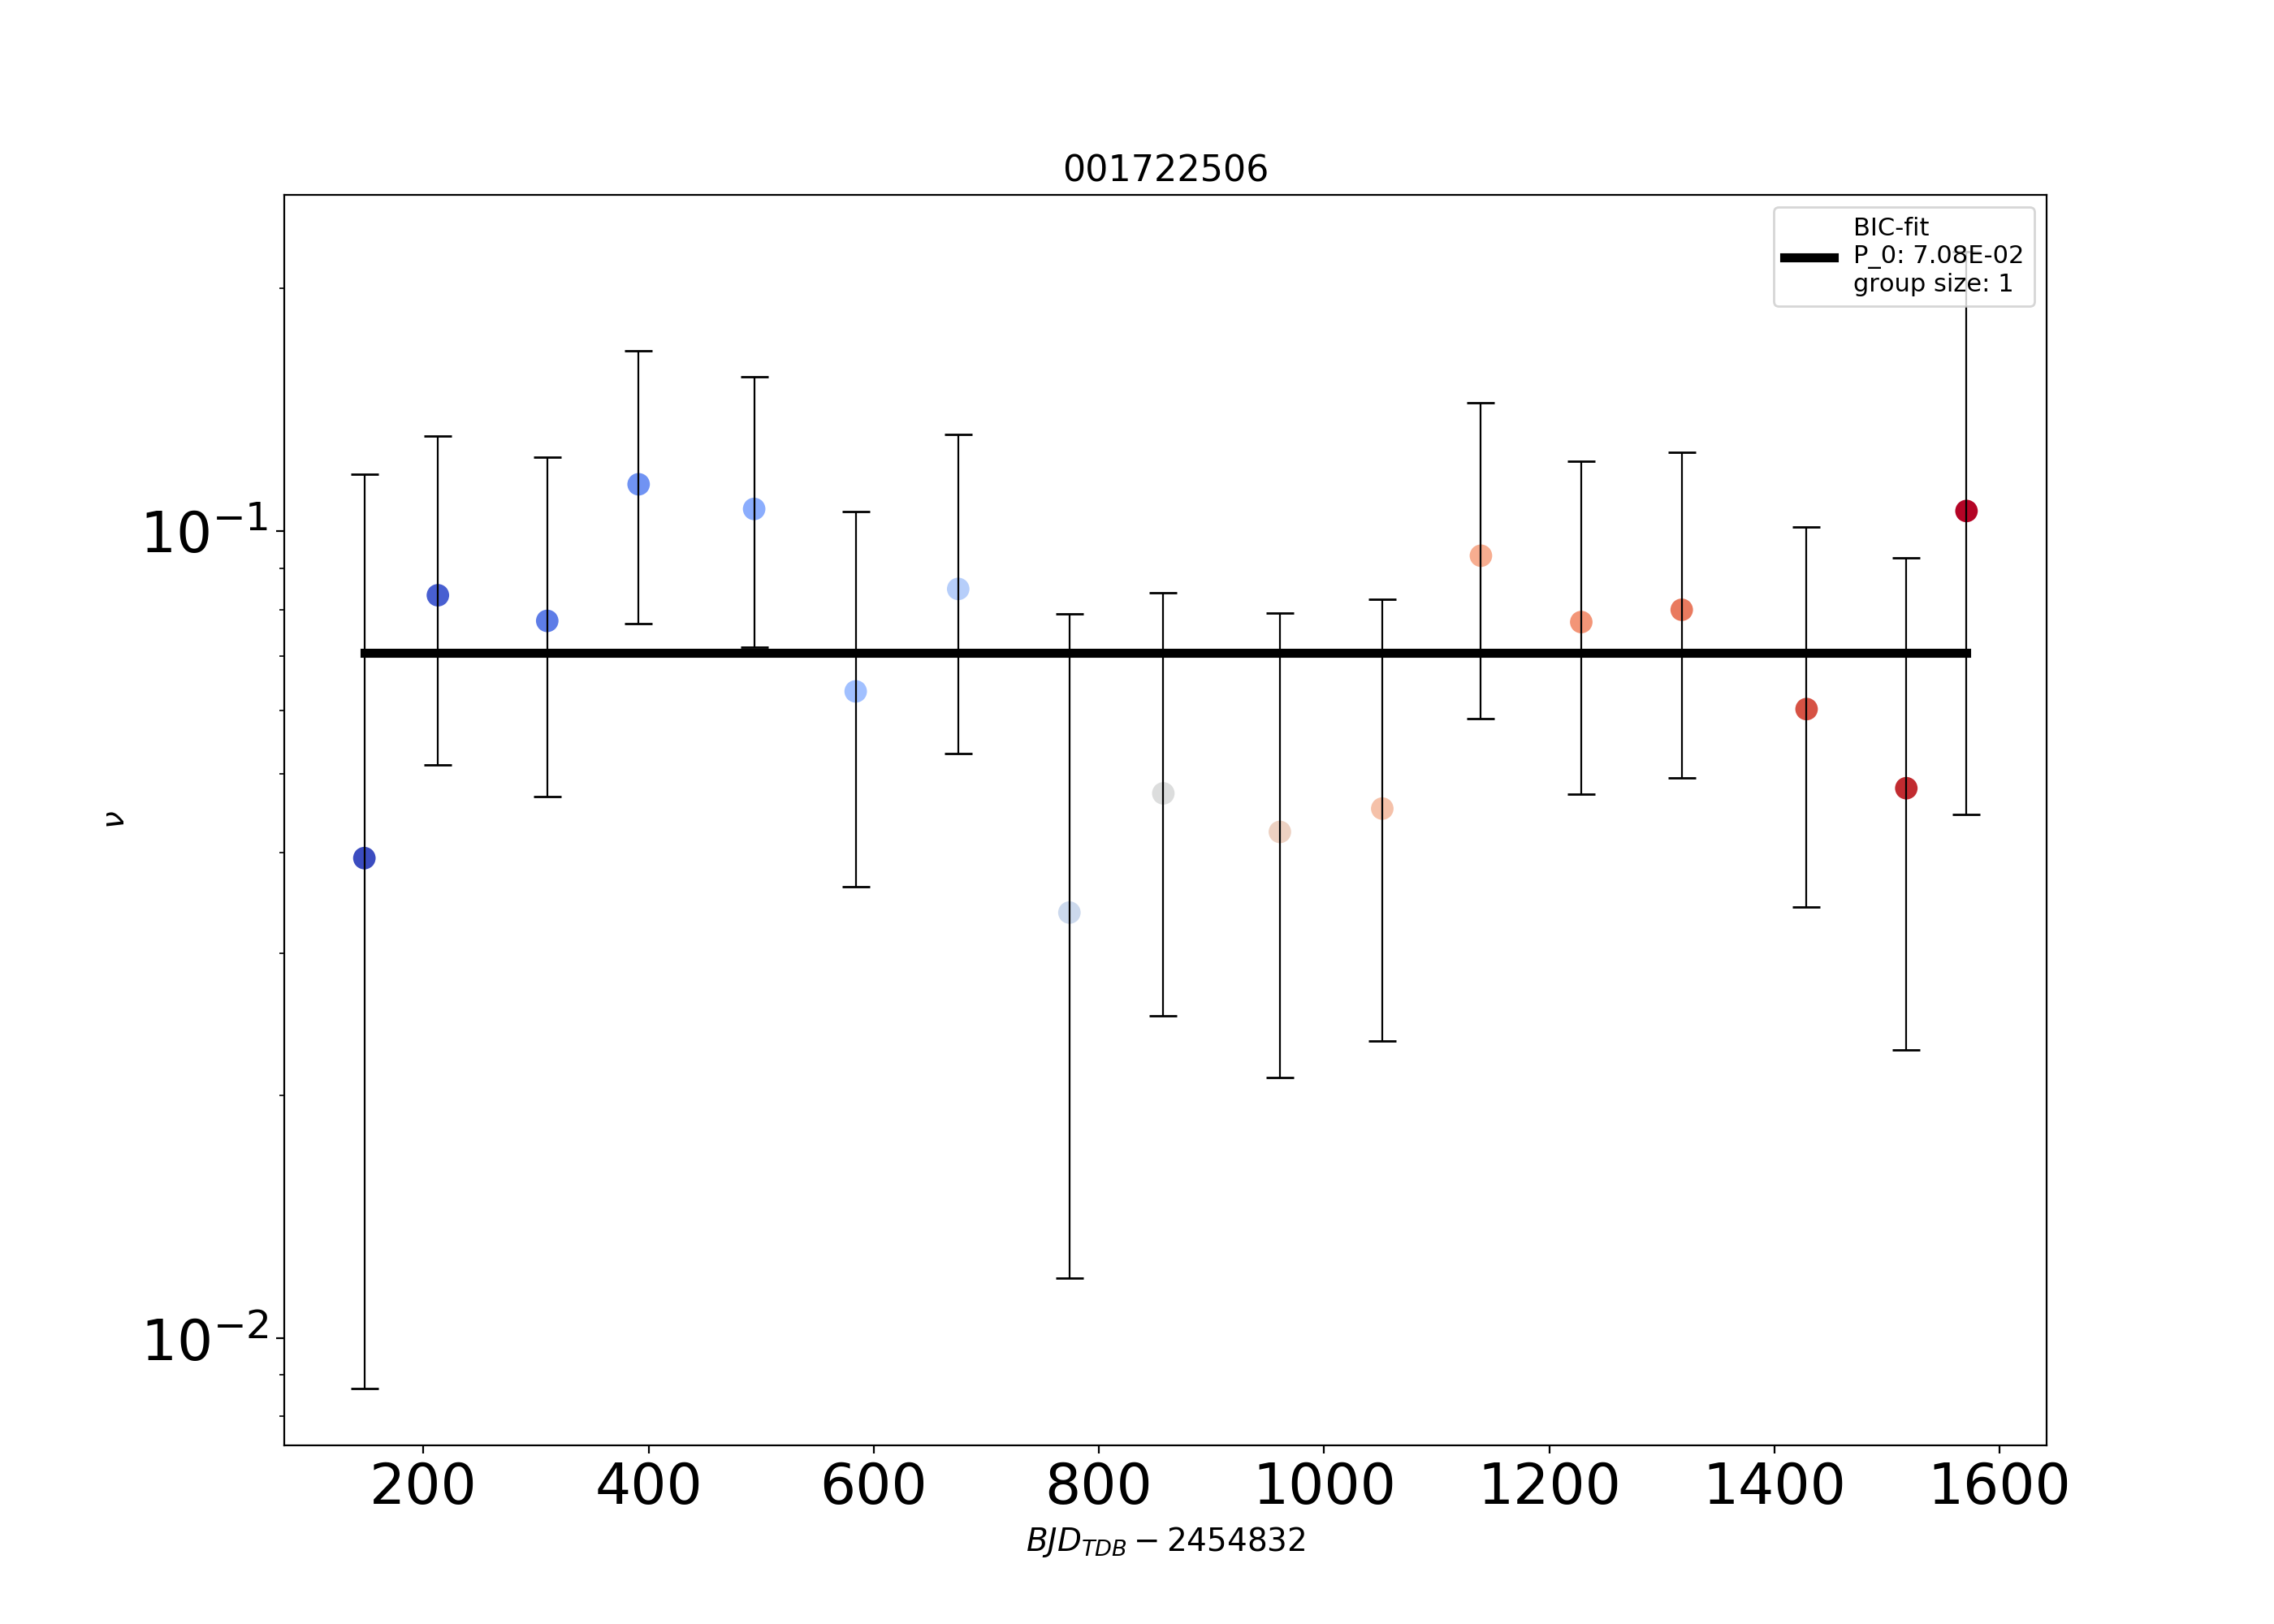 001722506
BIC-fit
P_0: 7.08E-02
group size: 1
10⁻¹
10⁻²
ν
200 400 600 800 1000 1200 1400 1600
BJD_TDB − 2454832